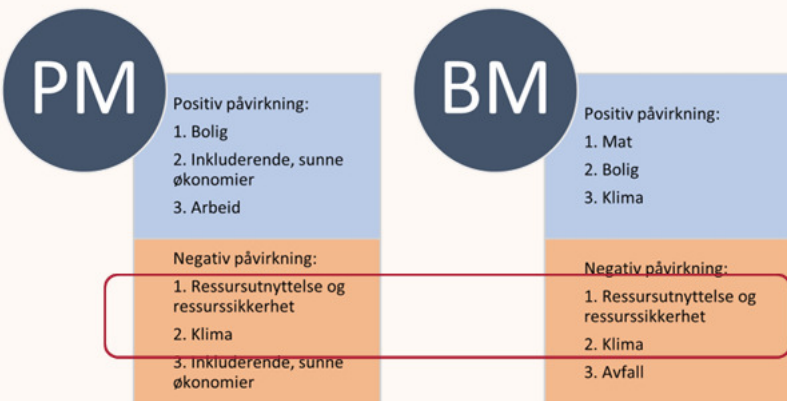 PM
Positiv påvirkning:
1. Bolig
2. Inkluderende, sunne
økonomier
3. Arbeid
Negativ påvirkning:
1. Ressursutnyttelse og
ressurssikkerhet
2. Klima
3. Inkluderende, sunne
økonomier
BM
Positiv påvirkning:
1. Mat
2. Bolig
3. Klima
Negativ påvirkning:
1. Ressursutnyttelse og
ressurssikkerhet
2. Klima
3. Avfall